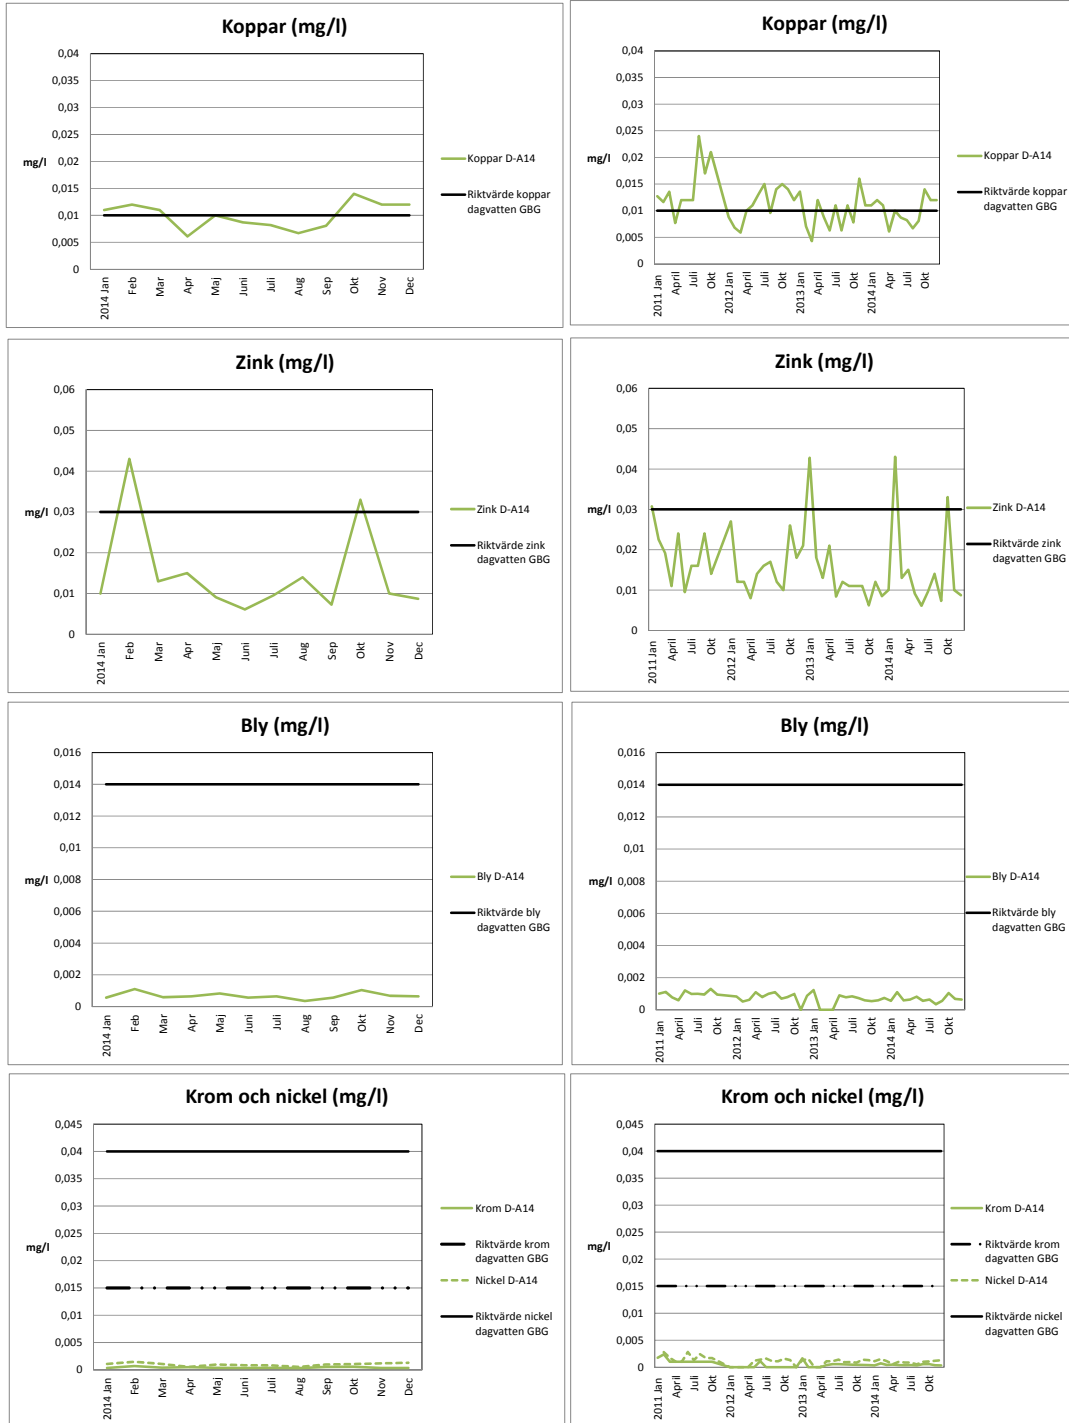 Koppar (mg/l)
0,04
0,035
0,03
0,025
0,02
0,015
0,01
0,005
0
mg/l
2014 Jan
Feb
Mar
Apr
Maj
Juni
Juli
Aug
Sep
Okt
Nov
Dec
Koppar D-A14
Riktvärde koppar
dagvatten GBG
Koppar (mg/l)
0,04
0,035
0,03
0,025
0,02
0,015
0,01
0,005
0
mg/l
2011 Jan
April
Juli
Okt
2012 Jan
April
Juli
Okt
2013 Jan
April
Juli
Okt
2014 Jan
Apr
Juli
Okt
Koppar D-A14
Riktvärde koppar
dagvatten GBG
Zink (mg/l)
0,06
0,05
0,04
0,03
0,02
0,01
0
mg/l
2014 Jan
Feb
Mar
Apr
Maj
Juni
Juli
Aug
Sep
Okt
Nov
Dec
Zink D-A14
Riktvärde zink
dagvatten GBG
Zink (mg/l)
0,06
0,05
0,04
0,03
0,02
0,01
0
mg/l
2011 Jan
April
Juli
Okt
2012 Jan
April
Juli
Okt
2013 Jan
April
Juli
Okt
2014 Jan
Apr
Juli
Okt
Zink D-A14
Riktvärde zink
dagvatten GBG
Bly (mg/l)
0,016
0,014
0,012
0,01
0,008
0,006
0,004
0,002
0
mg/l
2014 Jan
Feb
Mar
Apr
Maj
Juni
Juli
Aug
Sep
Okt
Nov
Dec
Bly D-A14
Riktvärde bly
dagvatten GBG
Bly (mg/l)
0,016
0,014
0,012
0,01
0,008
0,006
0,004
0,002
0
mg/l
2011 Jan
April
Juli
Okt
2012 Jan
April
Juli
Okt
2013 Jan
April
Juli
Okt
2014 Jan
Apr
Juli
Okt
Bly D-A14
Riktvärde bly
dagvatten GBG
Krom och nickel (mg/l)
0,045
0,04
0,035
0,03
0,025
0,02
0,015
0,01
0,005
0
mg/l
2014 Jan
Feb
Mar
Apr
Maj
Juni
Juli
Aug
Sep
Okt
Nov
Dec
Krom D-A14
Riktvärde krom
dagvatten GBG
Nickel D-A14
Riktvärde nickel
dagvatten GBG
Krom och nickel (mg/l)
0,045
0,04
0,035
0,03
0,025
0,02
0,015
0,01
0,005
0
mg/l
2011 Jan
April
Juli
Okt
2012 Jan
April
Juli
Okt
2013 Jan
April
Juli
Okt
2014 Jan
Apr
Juli
Okt
Krom D-A14
Riktvärde krom
dagvatten GBG
Nickel D-A14
Riktvärde nickel
dagvatten GBG